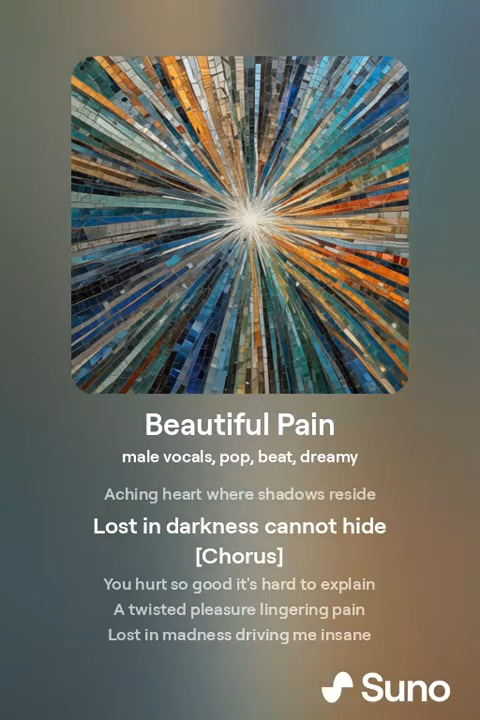 Beautiful Pain
male vocals, pop, beat, dreamy
Aching heart where shadows reside
Lost in darkness cannot hide
[Chorus]
You hurt so good it's hard to explain
A twisted pleasure lingering pain
Lost in madness driving me insane
Suno